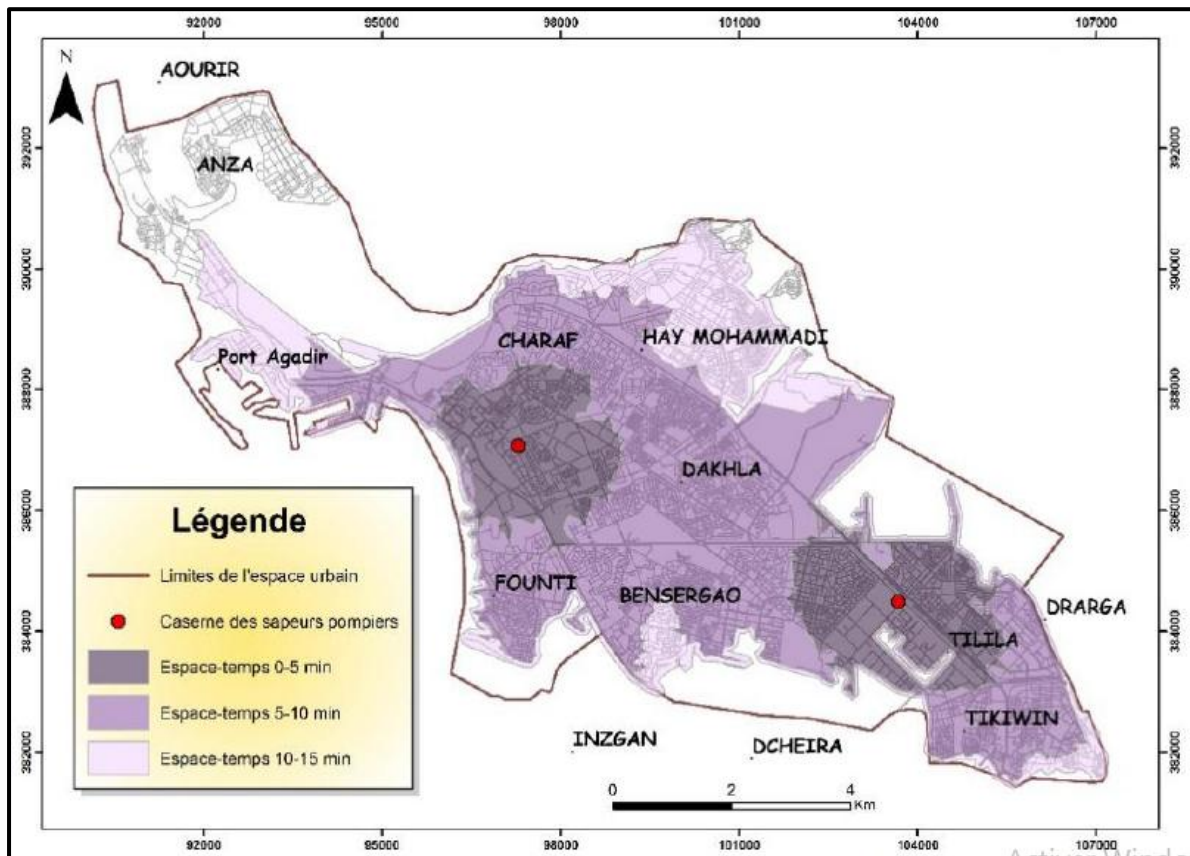 92000 95000 98000 101000 104000 107000
N
AOURIR
392000 392000
ANZA
390000 390000
CHARAF
HAY MOHAMMADI
Port Agadir
388000 388000
DAKHLA
386000 386000
Légende
Limites de l'espace urbain
Caserne des sapeurs pompiers
Espace-temps 0-5 min
Espace-temps 5-10 min
Espace-temps 10-15 min
FOUNTI
BENSERGAO
DRARGA
384000 384000
TILILA
TIKIWIN
INZGAN
DCHEIRA
382000 382000
0 2 4
Km
92000 95000 98000 101000 104000 107000